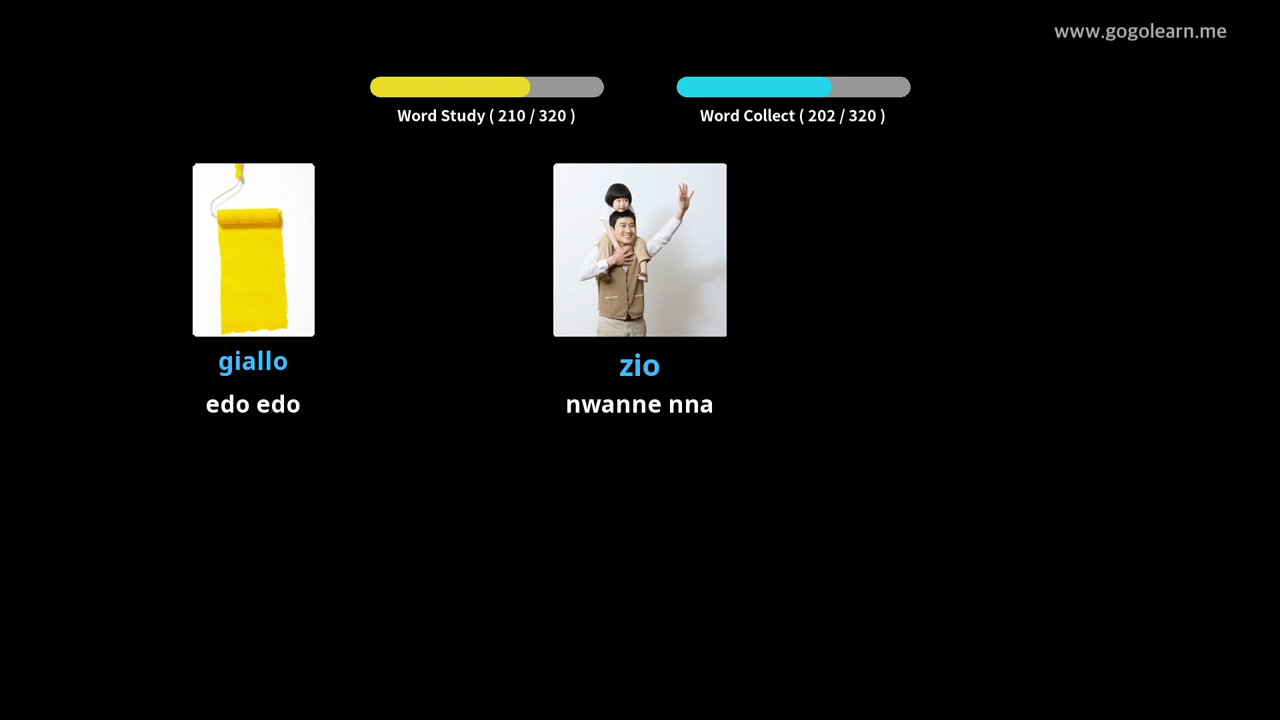 www.gogolearn.me
Word Study ( 210 / 320 )
Word Collect ( 202 / 320 )
giallo
edo edo
zio
nwanne nna